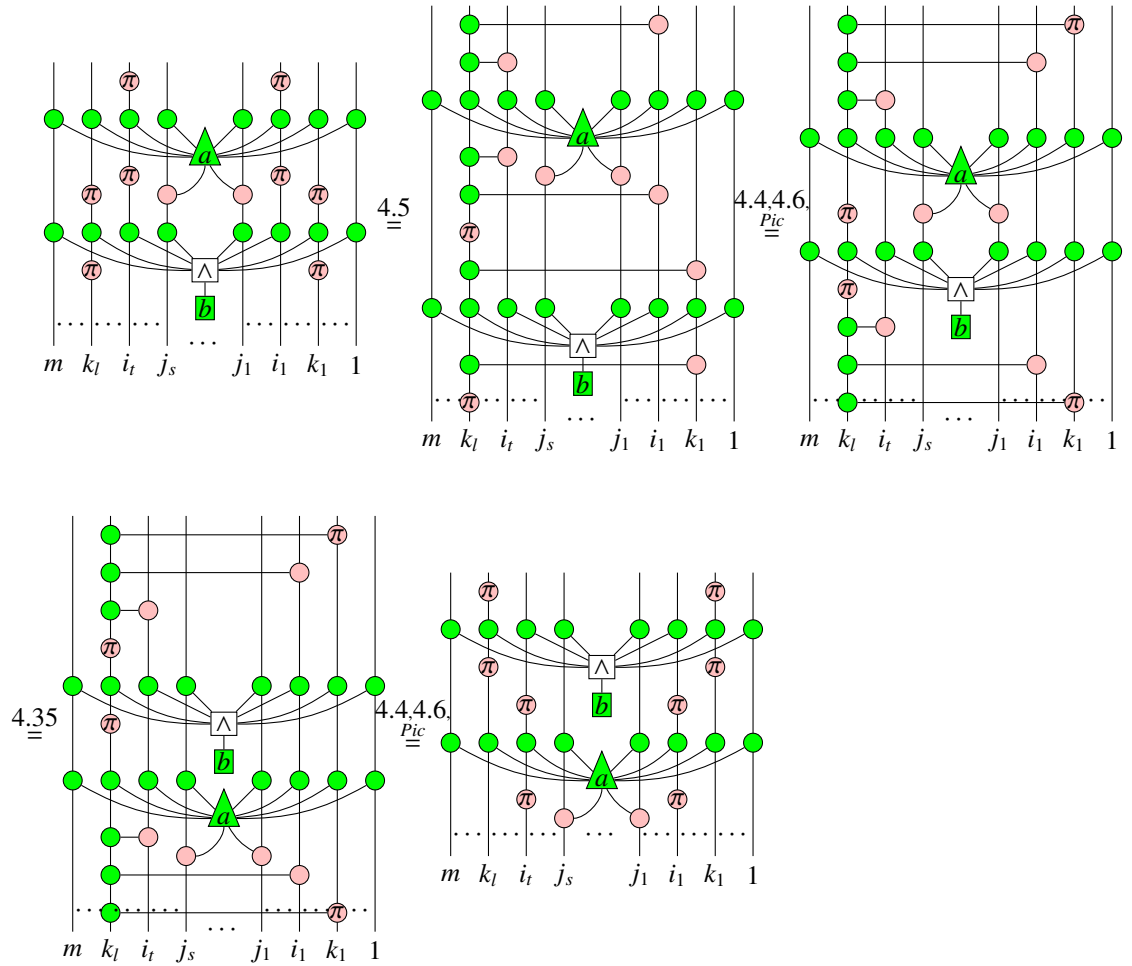 π π
a
π π
π π
4.5
=
∧
π π
b
. . . . . . . . . . . . . . . . . . . . .
m k_l i_t j_s j_1 i_1 k_1 1
a
π
∧
b
π
. . . . . . . . . . . . . . . . . . . . .
m k_l i_t j_s j_1 i_1 k_1 1
4.4,4.6,
Pic
=
π
a
π
∧
π
b
π
. . . . . . . . . . . . . . . . . . . . .
m k_l i_t j_s j_1 i_1 k_1 1
4.35
=
π
π
∧
π
b
a
π
. . . . . . . . . . . . . . . . . . . . .
m k_l i_t j_s j_1 i_1 k_1 1
4.4,4.6,
Pic
=
π π
∧
π π
b
π π
a
π π
. . . . . . . . . . . . . . . . . . . . .
m k_l i_t j_s j_1 i_1 k_1 1